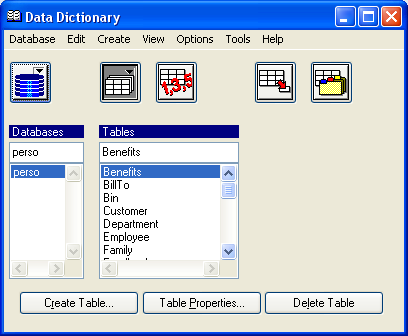 Data Dictionary
Database Edit Create View Options Tools Help
1,3,5
Databases Tables
perso Benefits
perso Benefits
BillTo
Bin
Customer
Department
Employee
Family
Create Table... Table Properties... Delete Table